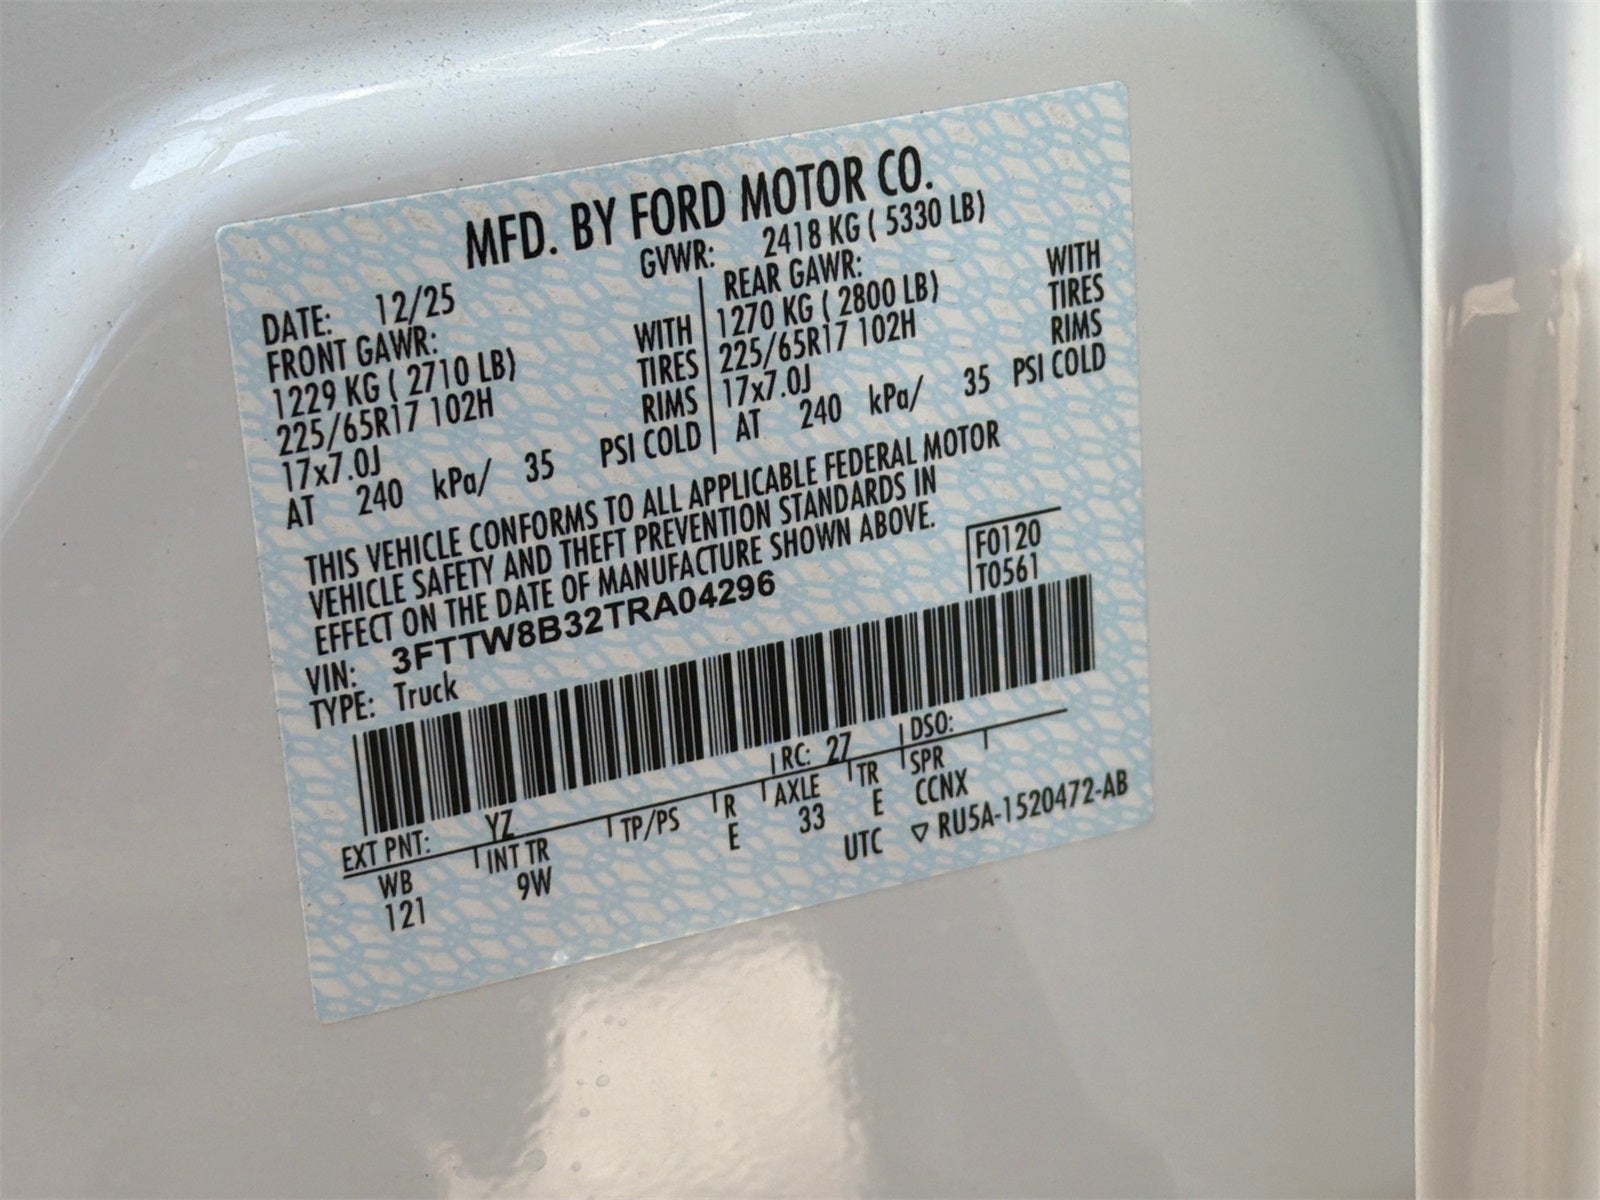 MFD. BY FORD MOTOR CO.
DATE: 12/25 GVWR: 2418 KG ( 5330 LB)
FRONT GAWR: REAR GAWR:
1229 KG ( 2710 LB) WITH 1270 KG ( 2800 LB) WITH
225/65R17 102H TIRES 225/65R17 102H TIRES
17x7.0J RIMS 17x7.0J RIMS
AT 240 kPa/ 35 PSI COLD AT 240 kPa/ 35 PSI COLD
THIS VEHICLE CONFORMS TO ALL APPLICABLE FEDERAL MOTOR
VEHICLE SAFETY AND THEFT PREVENTION STANDARDS IN
EFFECT ON THE DATE OF MANUFACTURE SHOWN ABOVE.
VIN: 3FTTW8B32TRA04296 F0120
TYPE: Truck T0561
EXT PNT: YZ RC: 27 DSO:
WB INT TR TP/PS R AXLE TR SPR
121 9W E 33 E CCNX
UTC ▽ RU5A-1520472-AB